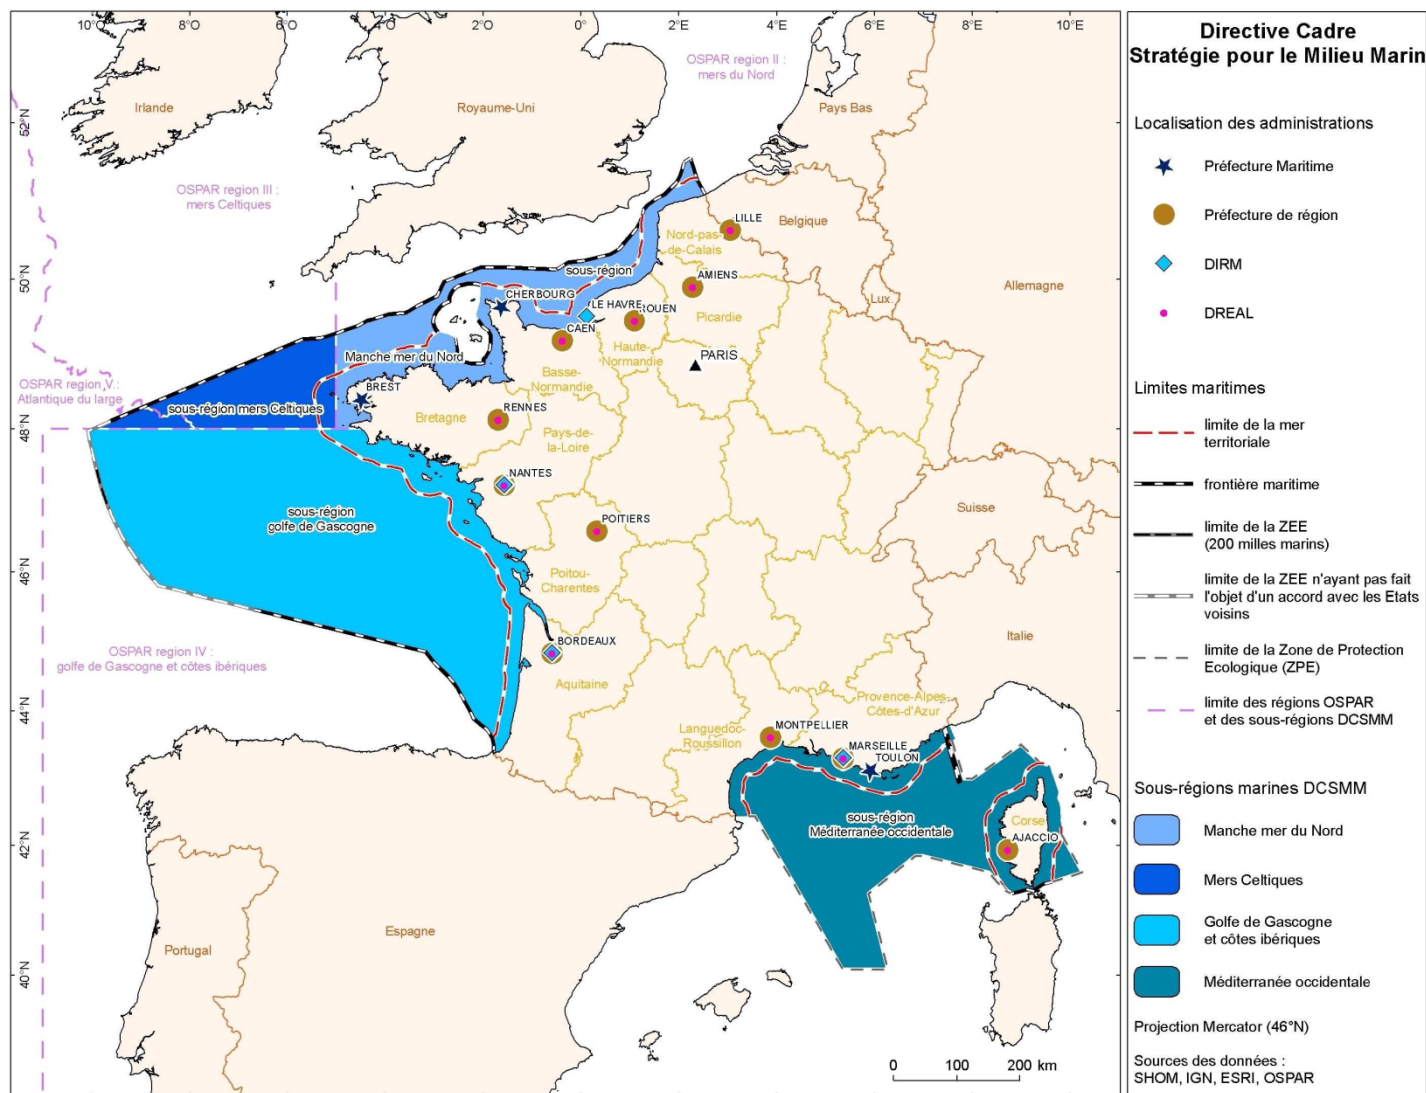 10°O
8°O
6°O
4°O
2°O
0°
2°E
4°E
6°E
8°E
10°E
52°N
50°N
48°N
46°N
44°N
42°N
40°N
OSPAR region II :
mers du Nord
Irlande
Royaume-Uni
Pays Bas
OSPAR region III :
mers Celtiques
LILLE
Belgique
Nord-pas-
de-Calais
sous-région
AMIENS
Allemagne
Lux.
CHERBOURG
LE HAVRE
ROUEN
Picardie
CAEN
Manche mer du Nord
Haute-
Normandie
PARIS
Basse-
Normandie
OSPAR region V :
Atlantique du large
BREST
sous-région mers Celtiques
Bretagne
RENNES
Pays-de-
la-Loire
NANTES
sous-région
golfe de Gascogne
Suisse
POITIERS
Poitou-
Charentes
BORDEAUX
OSPAR region IV :
golfe de Gascogne et côtes ibériques
Italie
Aquitaine
Provence-Alpes-
Côtes-d'Azur
Languedoc-
Roussillon
MONTPELLIER
MARSEILLE
TOULON
sous-région
Méditerranée occidentale
Corse
AJACCIO
Espagne
Portugal
0 100 200 km
Directive Cadre
Stratégie pour le Milieu Marin
Localisation des administrations
Préfecture Maritime
Préfecture de région
DIRM
DREAL
Limites maritimes
limite de la mer
territoriale
frontière maritime
limite de la ZEE
(200 milles marins)
limite de la ZEE n'ayant pas fait
l'objet d'un accord avec les Etats
voisins
limite de la Zone de Protection
Ecologique (ZPE)
limite des régions OSPAR
et des sous-régions DCSMM
Sous-régions marines DCSMM
Manche mer du Nord
Mers Celtiques
Golfe de Gascogne
et côtes ibériques
Méditerranée occidentale
Projection Mercator (46°N)
Sources des données :
SHOM, IGN, ESRI, OSPAR